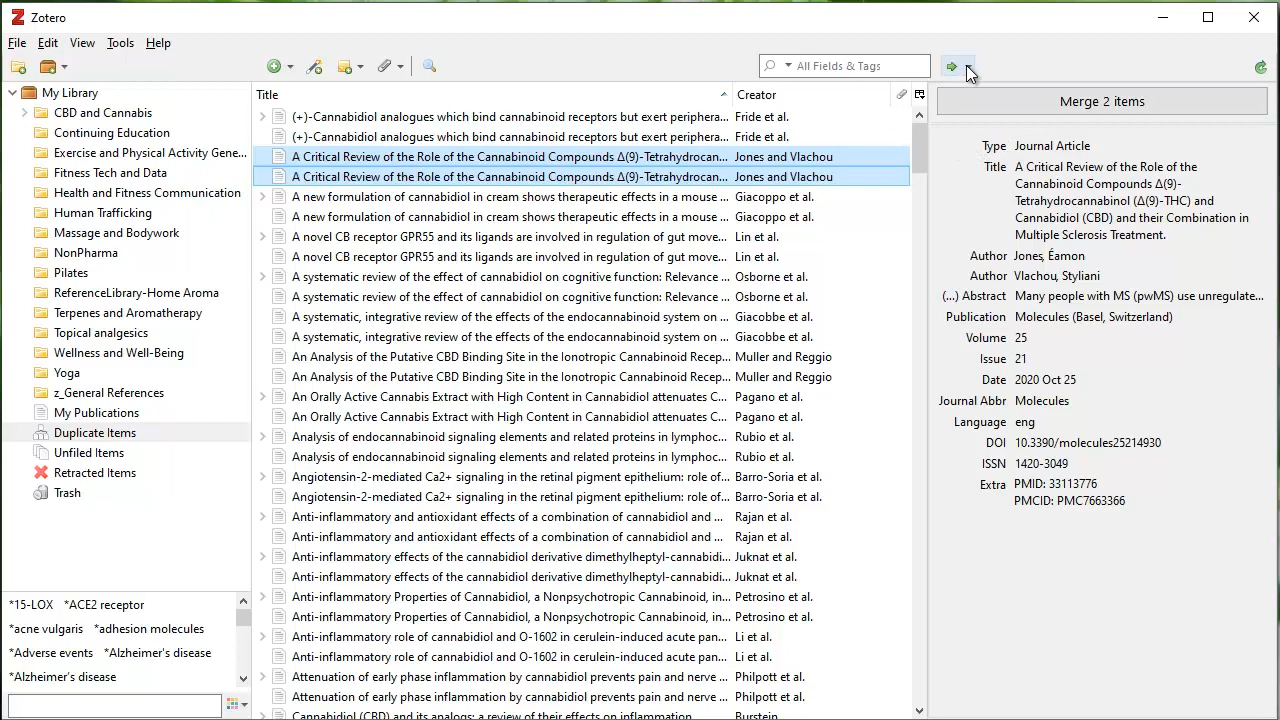 Zotero
File Edit View Tools Help
All Fields & Tags
My Library
CBD and Cannabis
Continuing Education
Exercise and Physical Activity Gene...
Fitness Tech and Data
Health and Fitness Communication
Human Trafficking
Massage and Bodywork
NonPharma
Pilates
ReferenceLibrary-Home Aroma
Terpenes and Aromatherapy
Topical analgesics
Wellness and Well-Being
Yoga
z_General References
My Publications
Duplicate Items
Unfiled Items
Retracted Items
Trash
*15-LOX *ACE2 receptor
*acne vulgaris *adhesion molecules
*Adverse events *Alzheimer's disease
*Alzheimer’s disease
Title Creator
(+)-Cannabidiol analogues which bind cannabinoid receptors but exert periphera... Fride et al.
(+)-Cannabidiol analogues which bind cannabinoid receptors but exert periphera... Fride et al.
A Critical Review of the Role of the Cannabinoid Compounds Δ(9)-Tetrahydrocan... Jones and Vlachou
A Critical Review of the Role of the Cannabinoid Compounds Δ(9)-Tetrahydrocan... Jones and Vlachou
A new formulation of cannabidiol in cream shows therapeutic effects in a mouse ... Giacoppo et al.
A new formulation of cannabidiol in cream shows therapeutic effects in a mouse ... Giacoppo et al.
A novel CB receptor GPR55 and its ligands are involved in regulation of gut move... Lin et al.
A novel CB receptor GPR55 and its ligands are involved in regulation of gut move... Lin et al.
A systematic review of the effect of cannabidiol on cognitive function: Relevanc... Osborne et al.
A systematic review of the effect of cannabidiol on cognitive function: Relevanc... Osborne et al.
A systematic, integrative review of the effects of the endocannabinoid system on ... Giacobbe et al.
A systematic, integrative review of the effects of the endocannabinoid system on ... Giacobbe et al.
An Analysis of the Putative CBD Binding Site in the Ionotropic Cannabinoid Recep... Muller and Reggio
An Analysis of the Putative CBD Binding Site in the Ionotropic Cannabinoid Recep... Muller and Reggio
An Orally Active Cannabis Extract with High Content in Cannabidiol attenuates C... Pagano et al.
An Orally Active Cannabis Extract with High Content in Cannabidiol attenuates C... Pagano et al.
Analysis of endocannabinoid signaling elements and related proteins in lymphoc... Rubio et al.
Analysis of endocannabinoid signaling elements and related proteins in lymphoc... Rubio et al.
Angiotensin-2-mediated Ca2+ signaling in the retinal pigment epithelium: role of... Barro-Soria et al.
Angiotensin-2-mediated Ca2+ signaling in the retinal pigment epithelium: role of... Barro-Soria et al.
Anti-inflammatory and antioxidant effects of a combination of cannabidiol and ... Rajan et al.
Anti-inflammatory and antioxidant effects of a combination of cannabidiol and ... Rajan et al.
Anti-inflammatory effects of the cannabidiol derivative dimethylheptyl-cannabidi... Juknat et al.
Anti-inflammatory effects of the cannabidiol derivative dimethylheptyl-cannabidi... Juknat et al.
Anti-inflammatory Properties of Cannabidiol, a Nonpsychotropic Cannabinoid, in ... Petrosino et al.
Anti-inflammatory Properties of Cannabidiol, a Nonpsychotropic Cannabinoid, in ... Petrosino et al.
Anti-inflammatory role of cannabidiol and O-1602 in cerulein-induced acute pan... Li et al.
Anti-inflammatory role of cannabidiol and O-1602 in cerulein-induced acute pan... Li et al.
Attenuation of early phase inflammation by cannabidiol prevents pain and nerve ... Philpott et al.
Attenuation of early phase inflammation by cannabidiol prevents pain and nerve ... Philpott et al.
Cannabidiol (CBD) and its analogs: a review of their effects on inflammation Burstein
Merge 2 items
Type Journal Article
Title A Critical Review of the Role of the
Cannabinoid Compounds Δ(9)-
Tetrahydrocannabinol (Δ(9)-THC) and
Cannabidiol (CBD) and their Combination in
Multiple Sclerosis Treatment.
Author Jones, Éamon
Author Vlachou, Styliani
(...) Abstract Many people with MS (pwMS) use unregulate...
Publication Molecules (Basel, Switzerland)
Volume 25
Issue 21
Date 2020 Oct 25
Journal Abbr Molecules
Language eng
DOI 10.3390/molecules25214930
ISSN 1420-3049
Extra PMID: 33113776
PMCID: PMC7663366